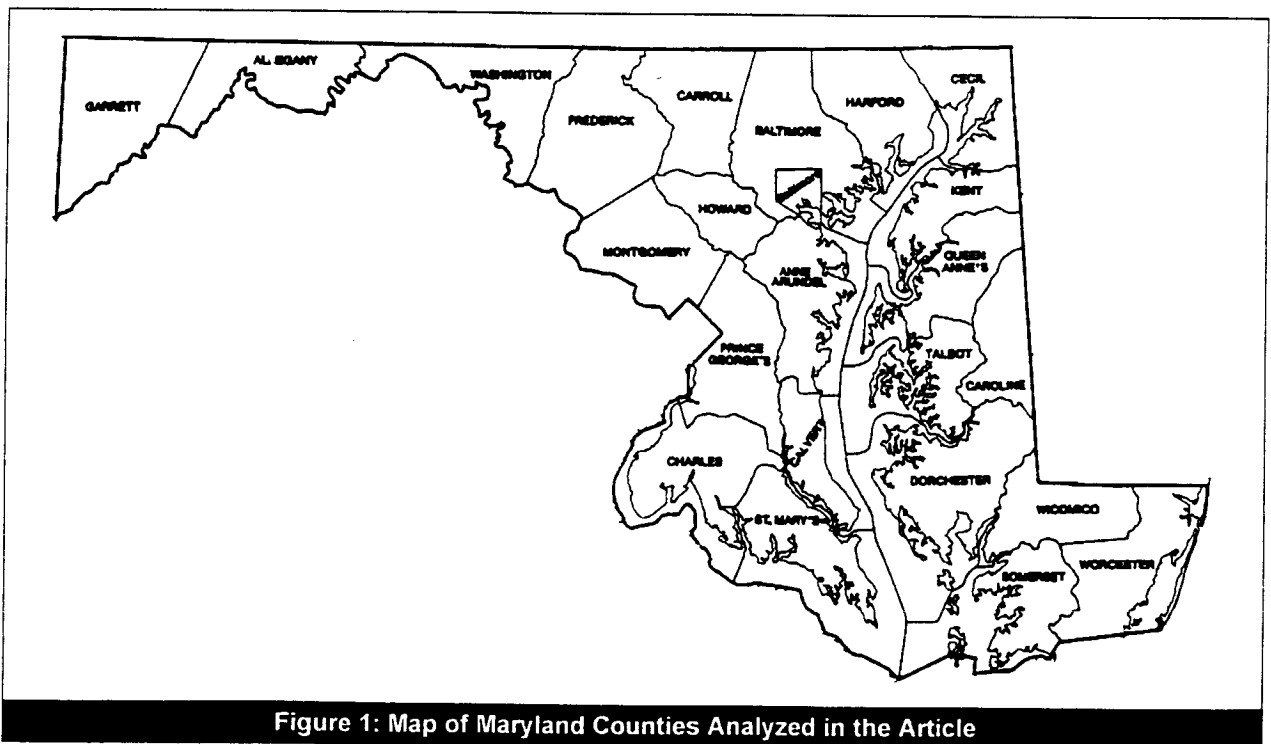 GARRETT
ALLEGANY
WASHINGTON
FREDERICK
CARROLL
BALTIMORE
HARFORD
CECIL
KENT
HOWARD
MONTGOMERY
ANNE
ARUNDEL
QUEEN
ANNE'S
PRINCE
GEORGE'S
TALBOT
CAROLINE
CALVERT
CHARLES
ST. MARY'S
DORCHESTER
WICOMICO
SOMERSET
WORCESTER
Figure 1: Map of Maryland Counties Analyzed in the Article